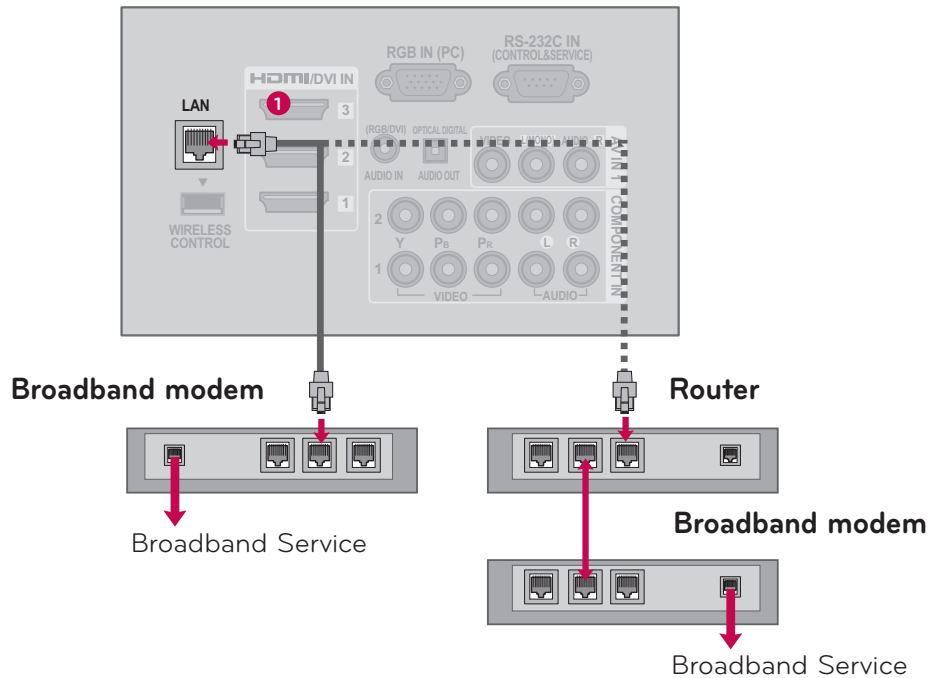 RGB IN (PC)
RS-232C IN
(CONTROL&SERVICE)
HDMI/DVI IN
LAN
1
3
(RGB/DVI)
OPTICAL DIGITAL
VIDEO
L(MONO)
AUDIO
R
AV IN 1
2
AUDIO IN
AUDIO OUT
1
WIRELESS
CONTROL
COMPONENT IN
2
Y
PB
PR
L
R
1
VIDEO
AUDIO
Broadband modem
Router
Broadband Service
Broadband modem
Broadband Service